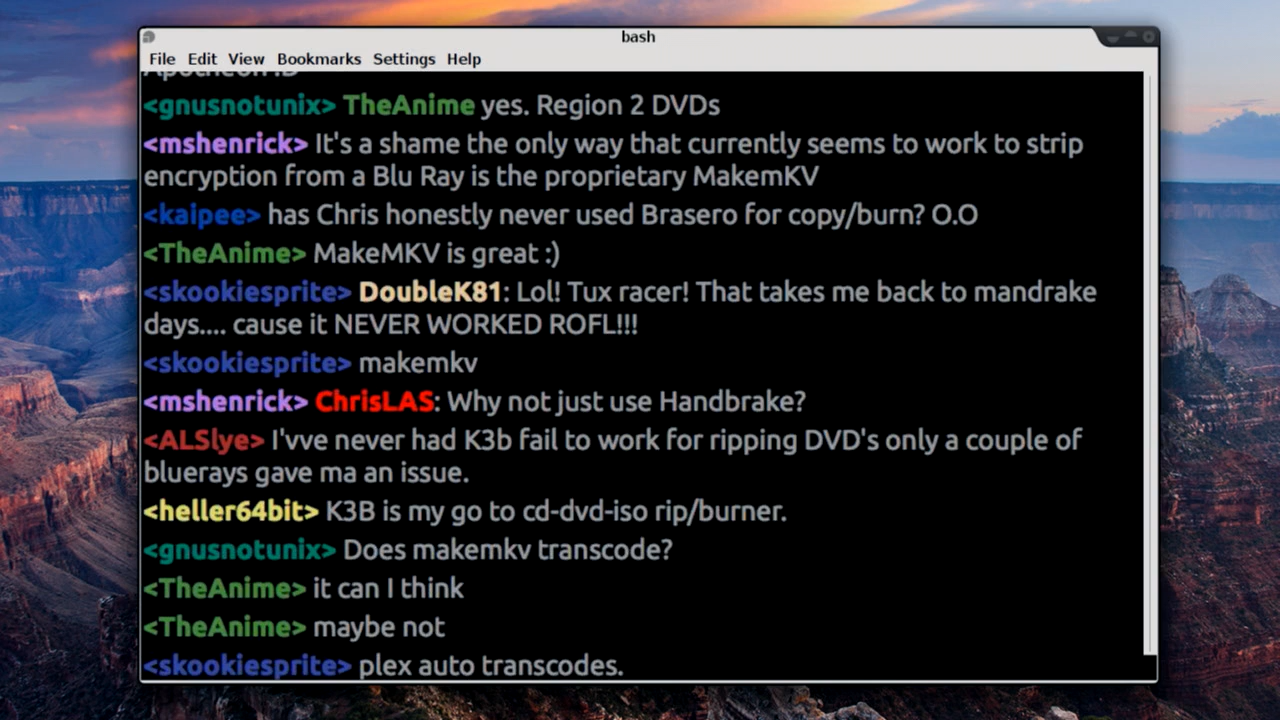 bash
File Edit View Bookmarks Settings Help
<gnusnotunix> TheAnime yes. Region 2 DVDs
<mshenrick> It's a shame the only way that currently seems to work to strip
encryption from a Blu Ray is the proprietary MakemKV
<kaipee> has Chris honestly never used Brasero for copy/burn? O.O
<TheAnime> MakeMKV is great :)
<skookiesprite> DoubleK81: Lol! Tux racer! That takes me back to mandrake
days.... cause it NEVER WORKED ROFL!!!
<skookiesprite> makemkv
<mshenrick> ChrisLAS: Why not just use Handbrake?
<ALSlye> I'vve never had K3b fail to work for ripping DVD's only a couple of
bluerays gave ma an issue.
<heller64bit> K3B is my go to cd-dvd-iso rip/burner.
<gnusnotunix> Does makemkv transcode?
<TheAnime> it can I think
<TheAnime> maybe not
<skookiesprite> plex auto transcodes.